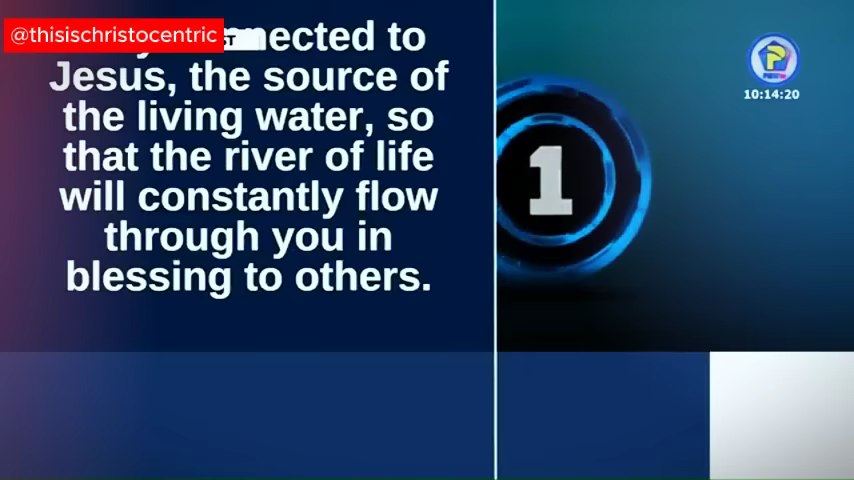 @thisischristocentric
to
Jesus, the source of
the living water, so
that the river of life
will constantly flow
through you in
blessing to others.
1
10:14:20